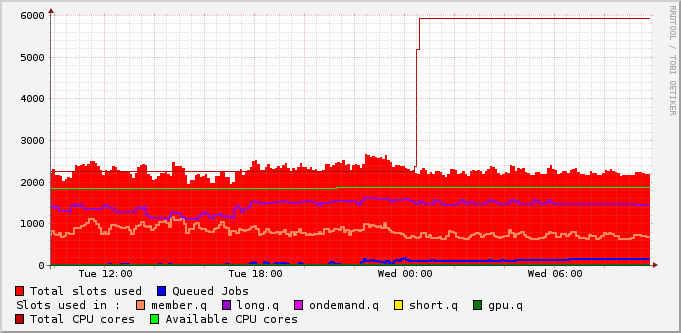 6000
5000
4000
3000
2000
1000
0
Tue 12:00 Tue 18:00 Wed 00:00 Wed 06:00
RRDTOOL / TOBI OETIKER
Total slots used Queued Jobs
Slots used in : member.q long.q ondemand.q short.q gpu.q
Total CPU cores Available CPU cores